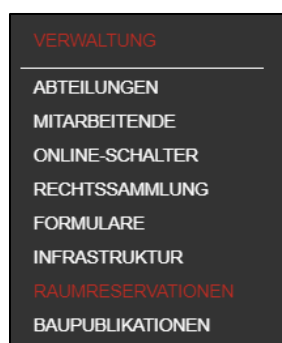 VERWALTUNG
ABTEILUNGEN
MITARBEITENDE
ONLINE-SCHALTER
RECHTSSAMMLUNG
FORMULARE
INFRASTRUKTUR
RAUMRESERVATIONEN
BAUPUBLIKATIONEN